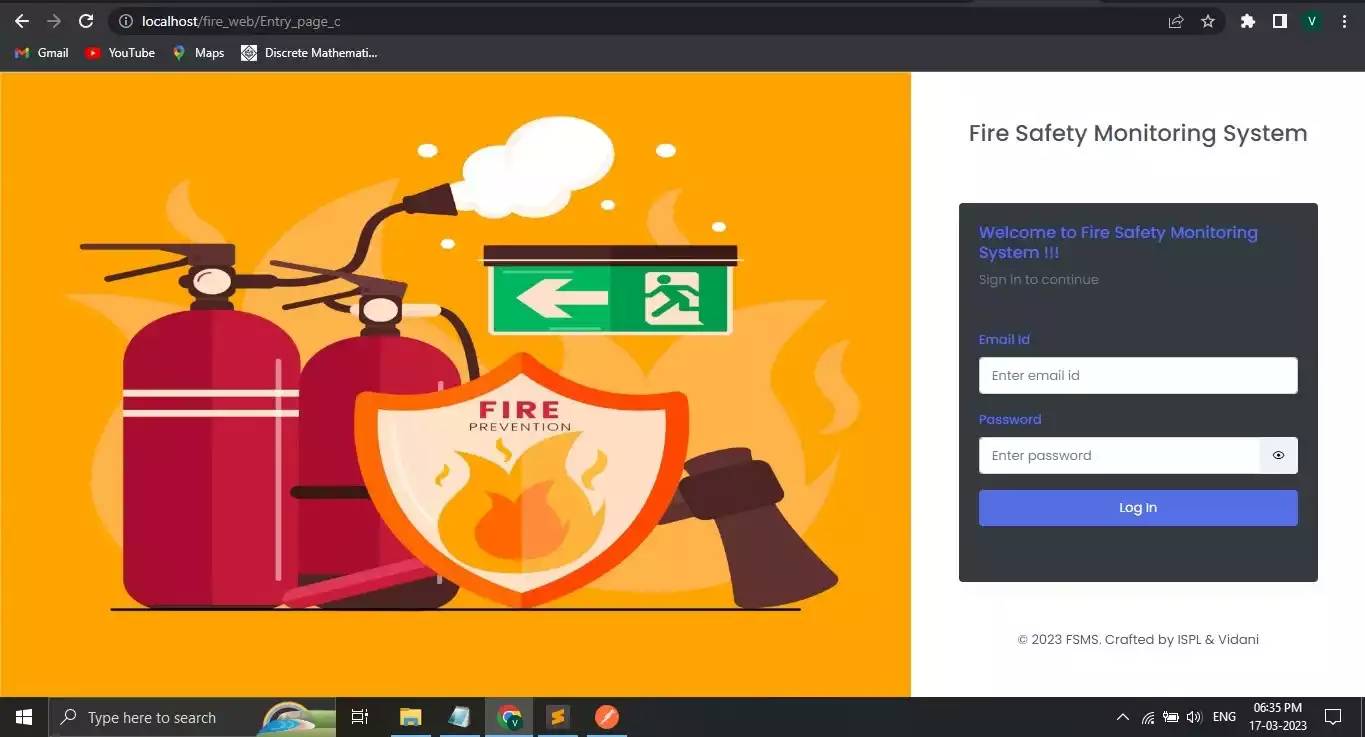 localhost/fire_web/Entry_page_c
V
Gmail
YouTube
Maps
Discrete Mathemati...
Fire Safety Monitoring System
Welcome to Fire Safety Monitoring
System !!!
Sign in to continue
Email Id
Enter email id
Password
Enter password
Log In
© 2023 FSMS. Crafted by ISPL & Vidani
FIRE
PREVENTION
Type here to search
V
ENG
06:35 PM
17-03-2023